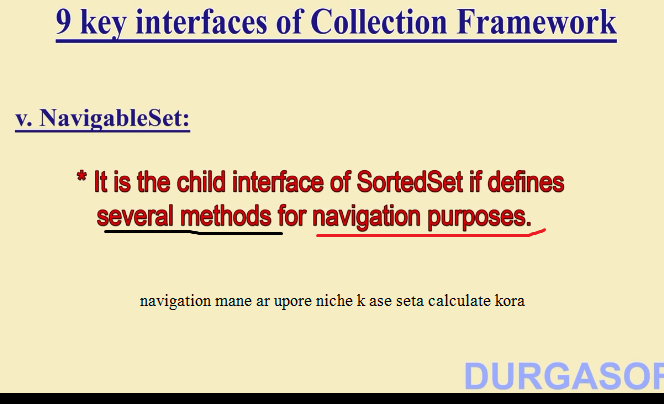 9 key interfaces of Collection Framework
v. NavigableSet:
* It is the child interface of SortedSet if defines
several methods for navigation purposes.
navigation mane ar upore niche k ase seta calculate kora
DURGASOF